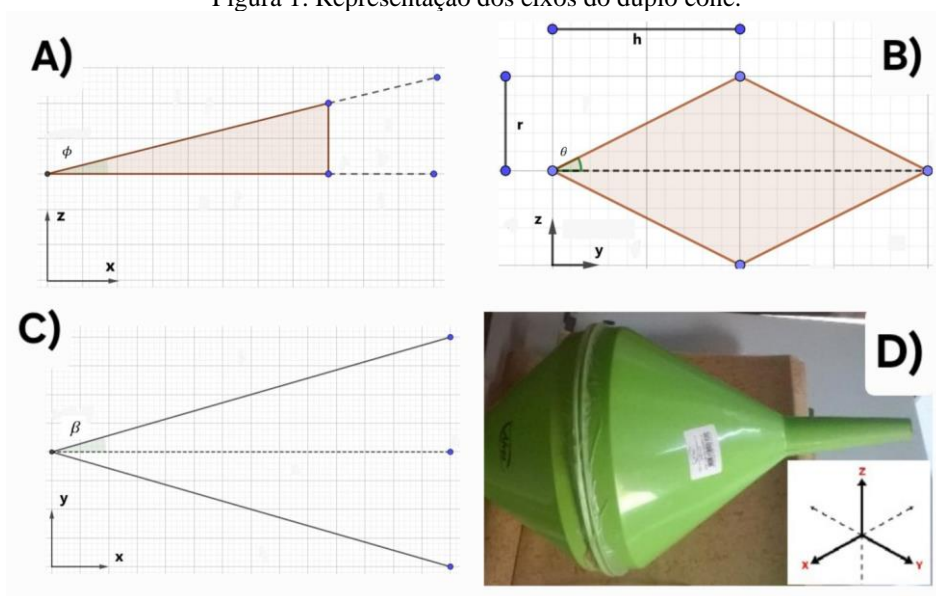 Figura 1: Representação dos eixos do duplo cone.
A)
ϕ
z
x
h
B)
r
θ
z
y
C)
β
y
x
D)
Z
X
Y